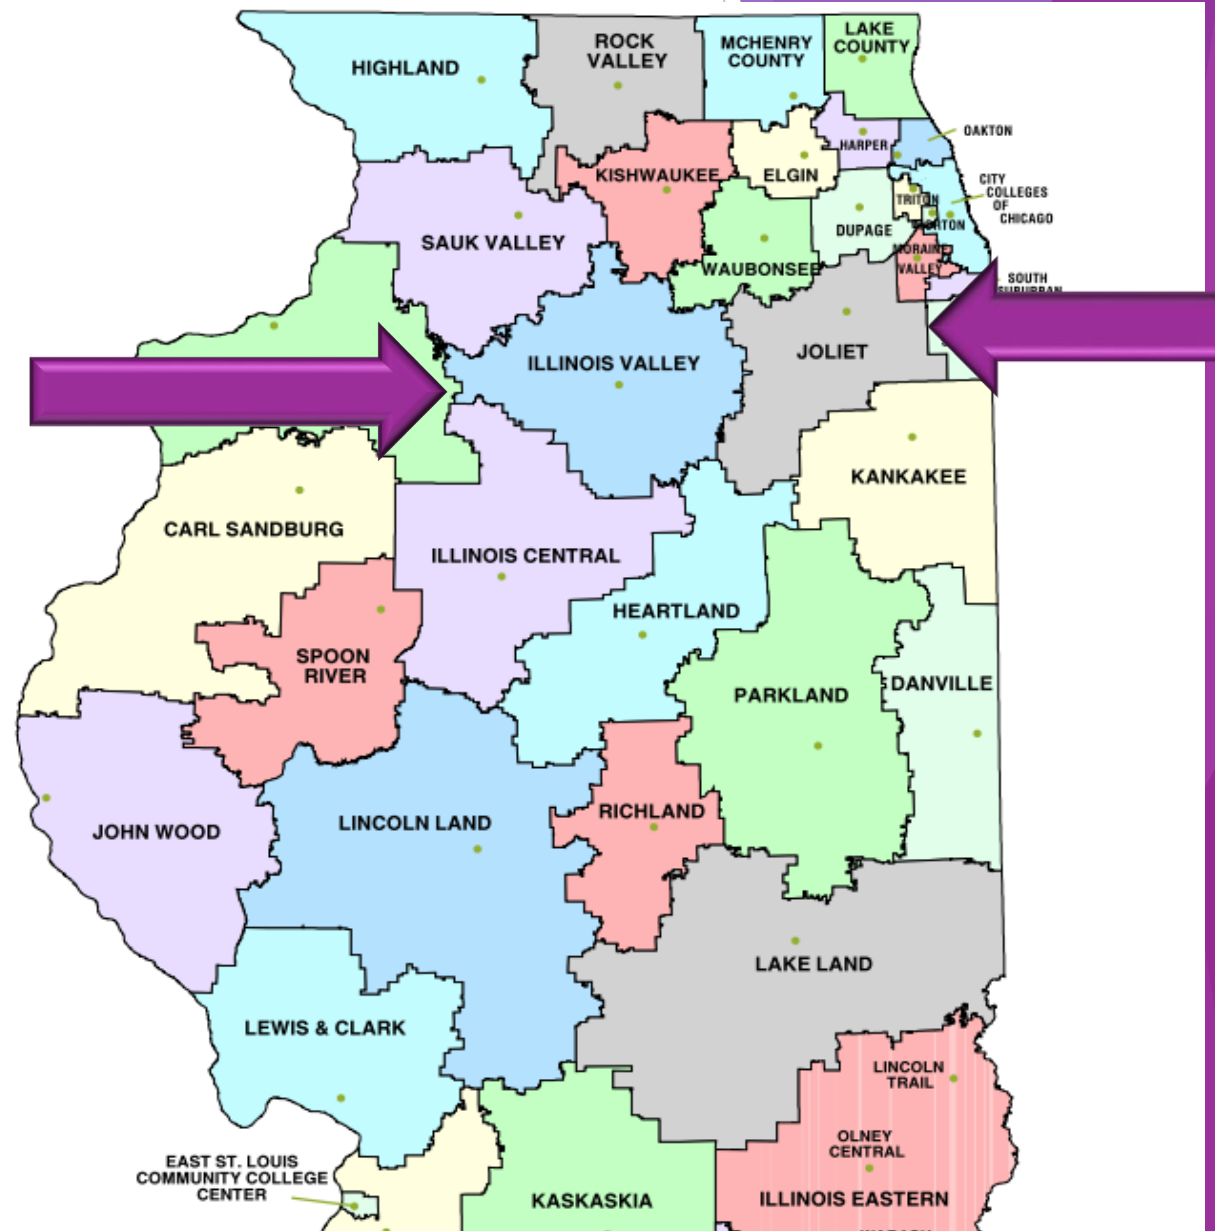 HIGHLAND
ROCK
VALLEY
MCHENRY
COUNTY
LAKE
COUNTY
OAKTON
HARPER
KISHWAUKEE
ELGIN
CITY
COLLEGES
OF
CHICAGO
TRITON
SAUK VALLEY
DUPAGE
MORAINE
VALLEY
WAUBONSEE
SOUTH
SUBURBAN
ILLINOIS VALLEY
JOLIET
KANKAKEE
CARL SANDBURG
ILLINOIS CENTRAL
HEARTLAND
SPOON
RIVER
PARKLAND
DANVILLE
JOHN WOOD
LINCOLN LAND
RICHLAND
LAKE LAND
LEWIS & CLARK
LINCOLN
TRAIL
OLNEY
CENTRAL
EAST ST. LOUIS
COMMUNITY COLLEGE
CENTER
KASKASKIA
ILLINOIS EASTERN